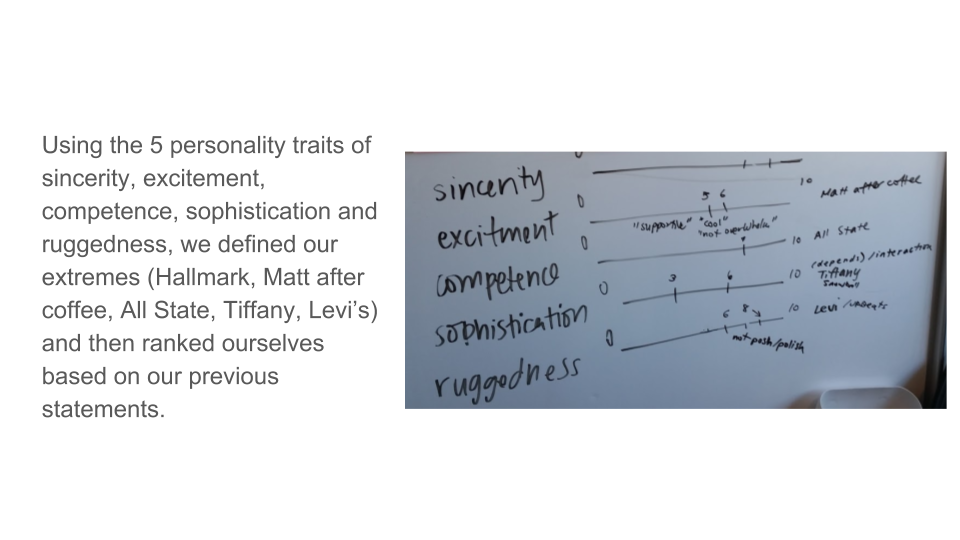 Using the 5 personality traits of
sincerity, excitement,
competence, sophistication and
ruggedness, we defined our
extremes (Hallmark, Matt after
coffee, All State, Tiffany, Levi’s)
and then ranked ourselves
based on our previous
statements.
sincerity
0 5 6 10 Matt after coffee
excitment
"supportive" "cool"
"not overwhelm"
0 10 All State
competence
0 3 6 10 (depends)/interaction
Tiffany
sophistication
0 6 8 10 Levi
not posh/polish
ruggedness